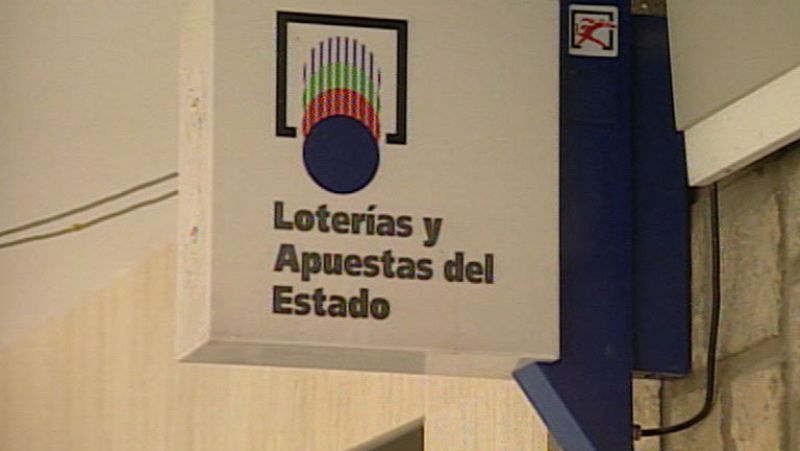 Loterías y
Apuestas del
Estado